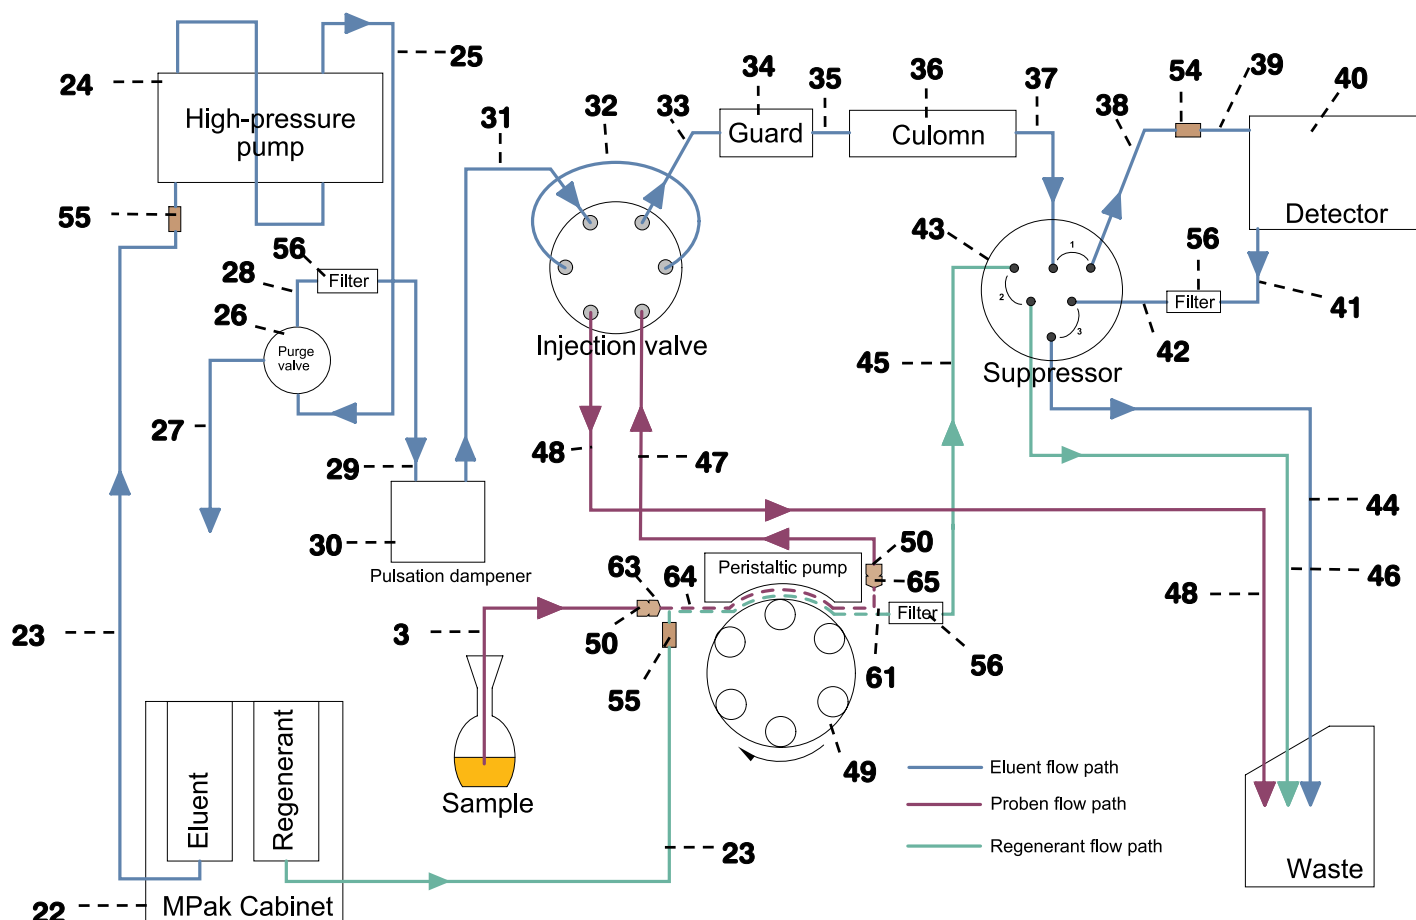 24
25
High-pressure
pump
55
31
32
33
34
Guard
35
36
Culomn
37
38
54
39
40
Detector
28
56
Filter
26
Purge
valve
27
29
30
Pulsation dampener
Injection valve
43
1
2
3
Suppressor
56
Filter
42
41
45
48
47
44
46
48
23
63
64
50
55
3
Sample
Peristaltic pump
50
65
61
Filter
56
49
23
Eluent
Regenerant
MPak Cabinet
22
Eluent flow path
Proben flow path
Regenerant flow path
Waste